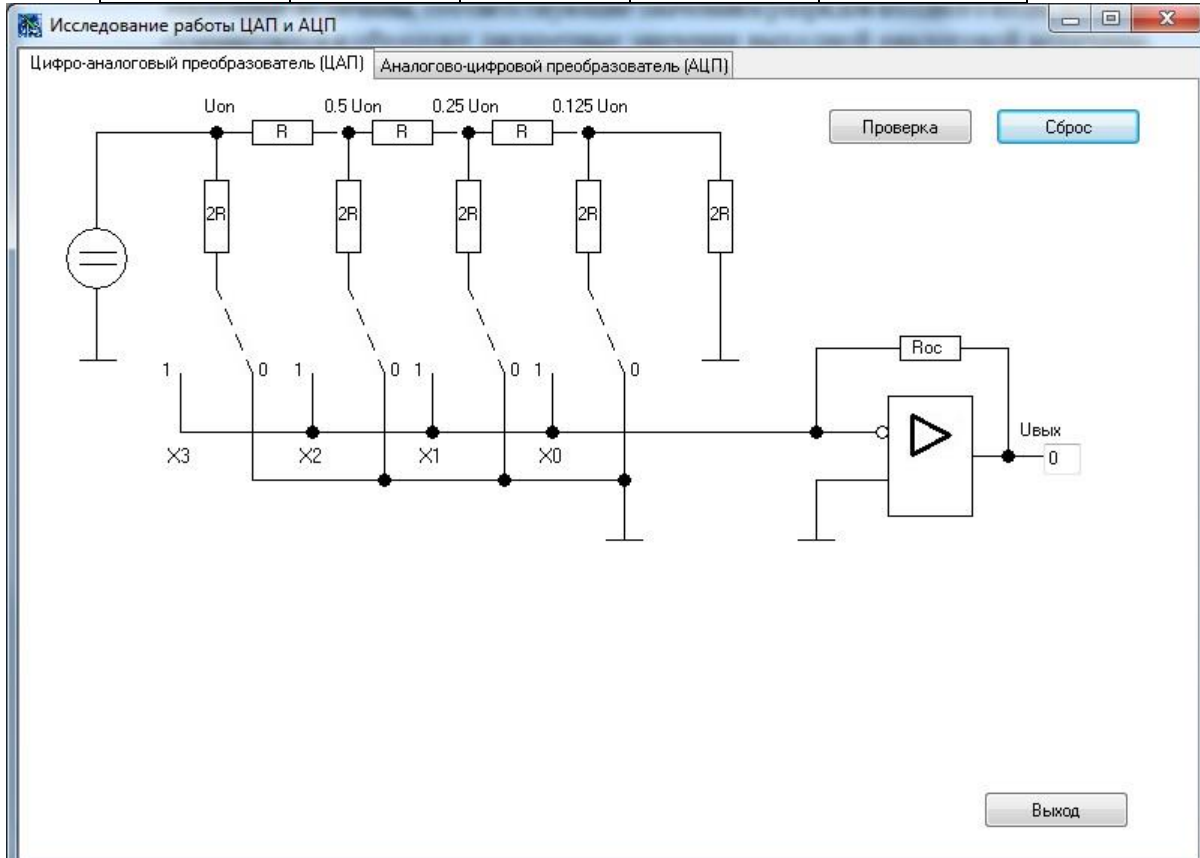 Исследование работы ЦАП и АЦП
Цифро-аналоговый преобразователь (ЦАП) Аналогово-цифровой преобразователь (АЦП)
Uоп 0.5 Uоп 0.25 Uоп 0.125 Uоп
Проверка Сброс
R R R
2R 2R 2R 2R 2R
Rос
1 0 1 0 1 0 1 0
Uвых
0
X3 X2 X1 X0
Выход